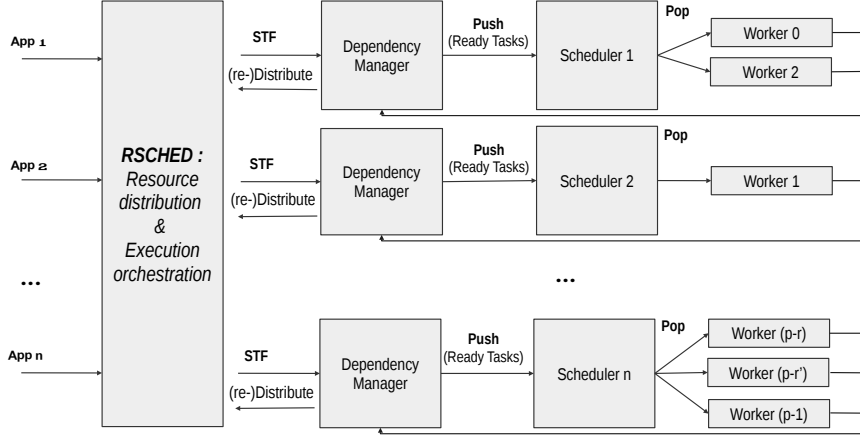 App 1
RSCHED :
Resource
distribution
&
Execution
orchestration
STF
(re-)Distribute
Dependency
Manager
Push
(Ready Tasks)
Scheduler 1
Pop
Worker 0
Worker 2
App 2
STF
(re-)Distribute
Dependency
Manager
Push
(Ready Tasks)
Scheduler 2
Pop
Worker 1
...
...
App n
STF
(re-)Distribute
Dependency
Manager
Push
(Ready Tasks)
Scheduler n
Pop
Worker (p-r)
Worker (p-r')
Worker (p-1)